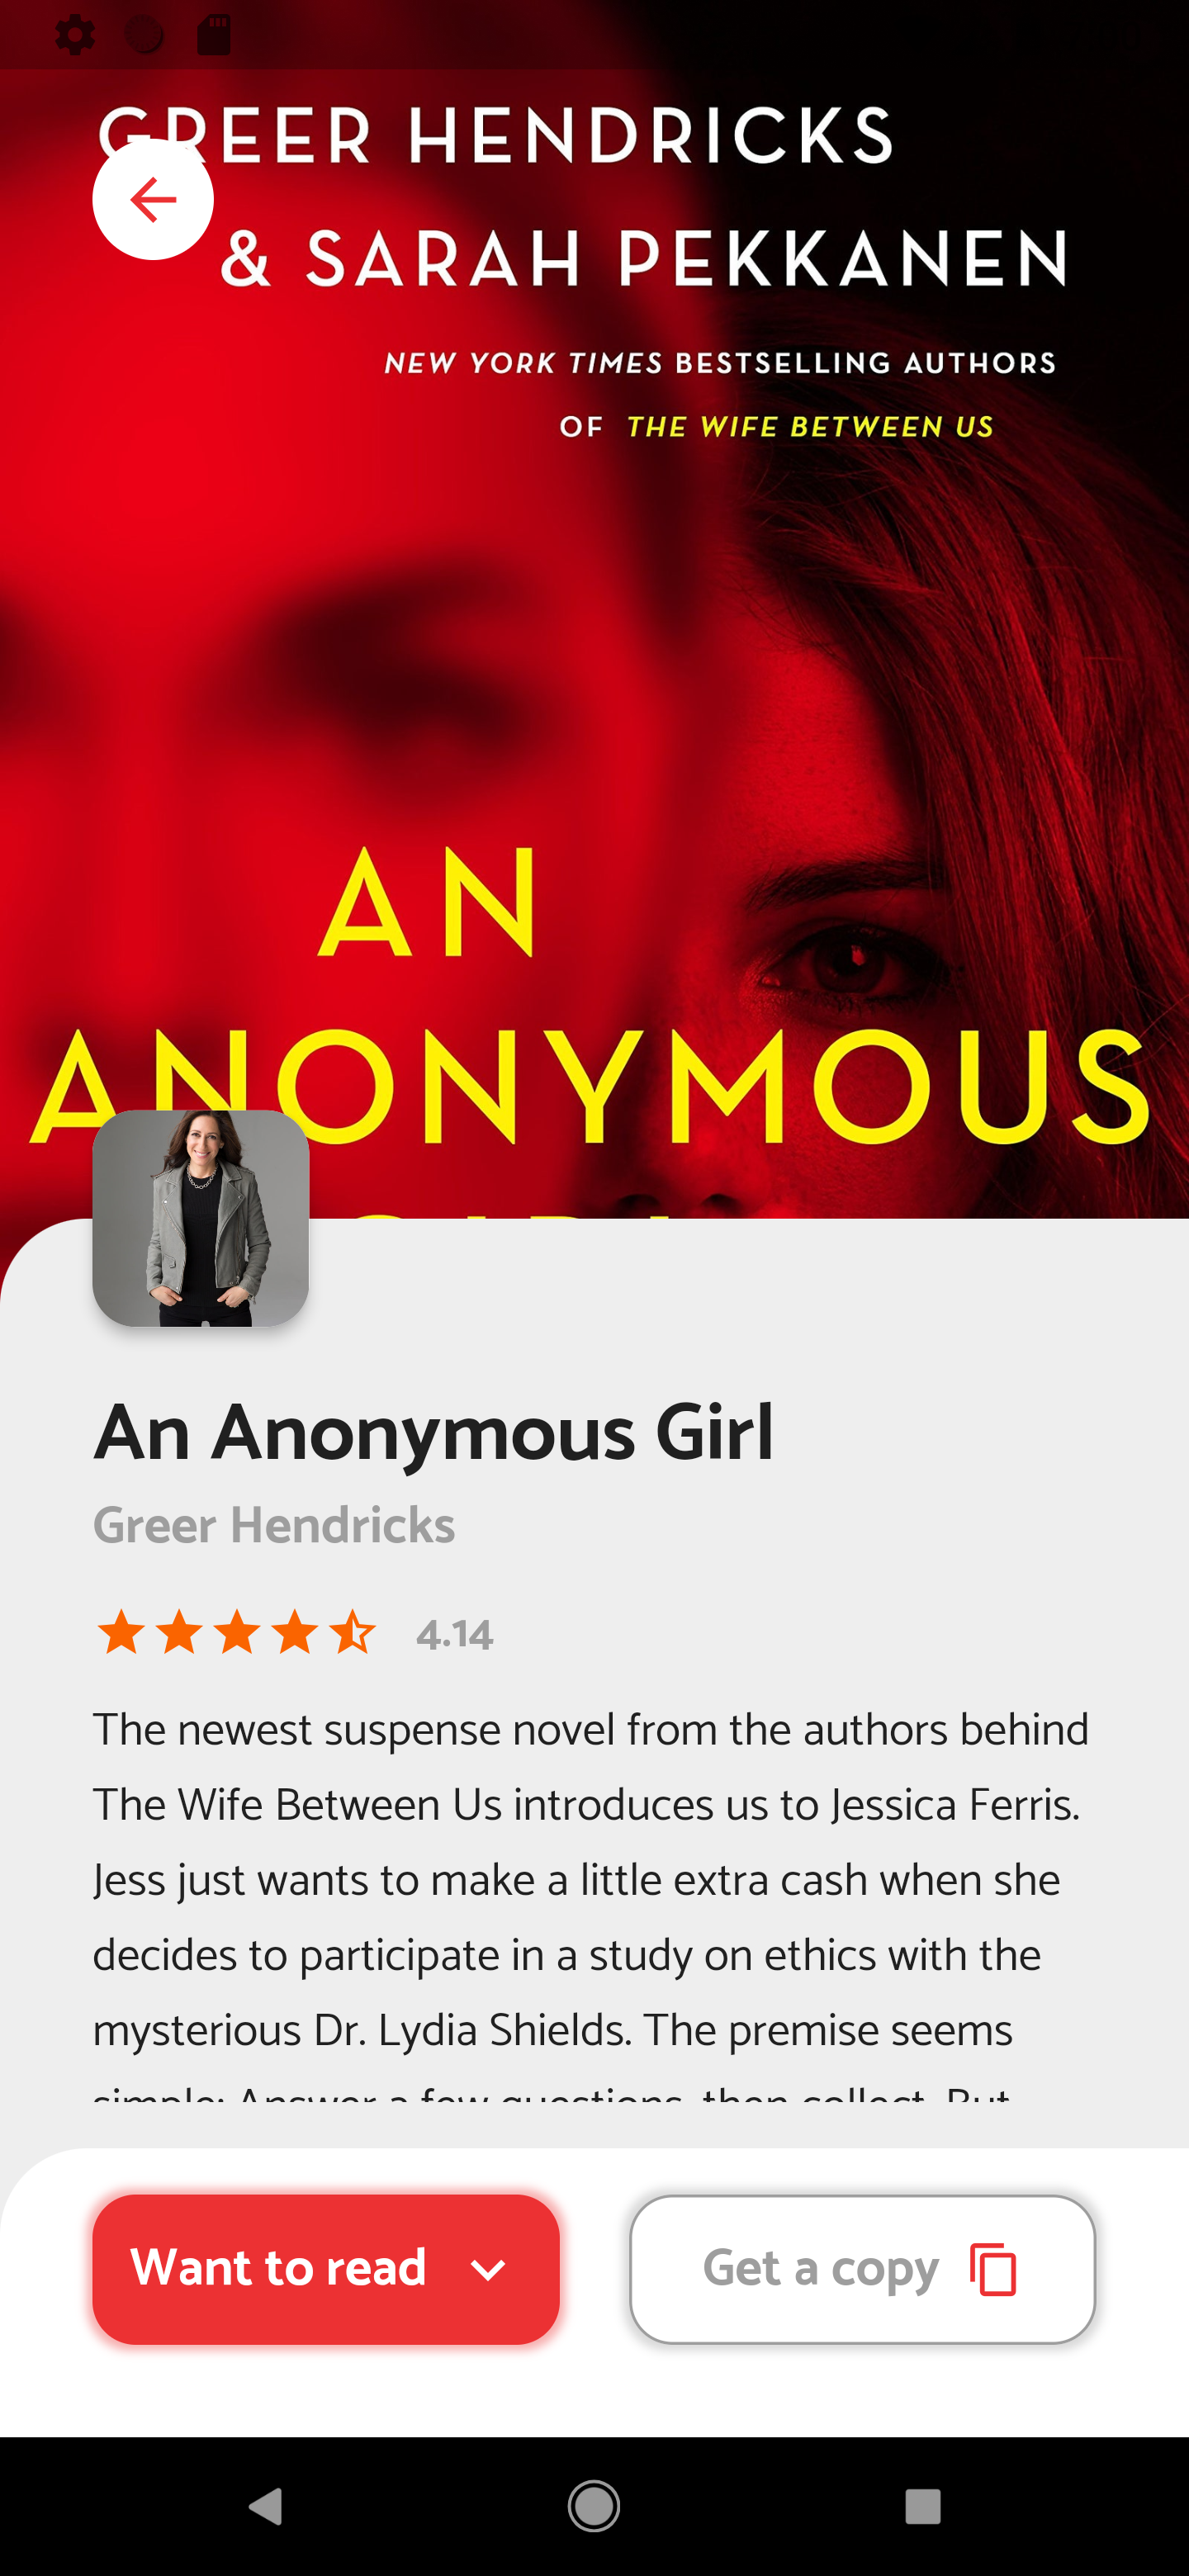 GREER HENDRICKS
& SARAH PEKKANEN
NEW YORK TIMES BESTSELLING AUTHORS
OF THE WIFE BETWEEN US
AN
ANONYMOUS
An Anonymous Girl
Greer Hendricks
4.14
The newest suspense novel from the authors behind
The Wife Between Us introduces us to Jessica Ferris.
Jess just wants to make a little extra cash when she
decides to participate in a study on ethics with the
mysterious Dr. Lydia Shields. The premise seems
simple: Answer a few questions, then collect. But
Want to read
Get a copy